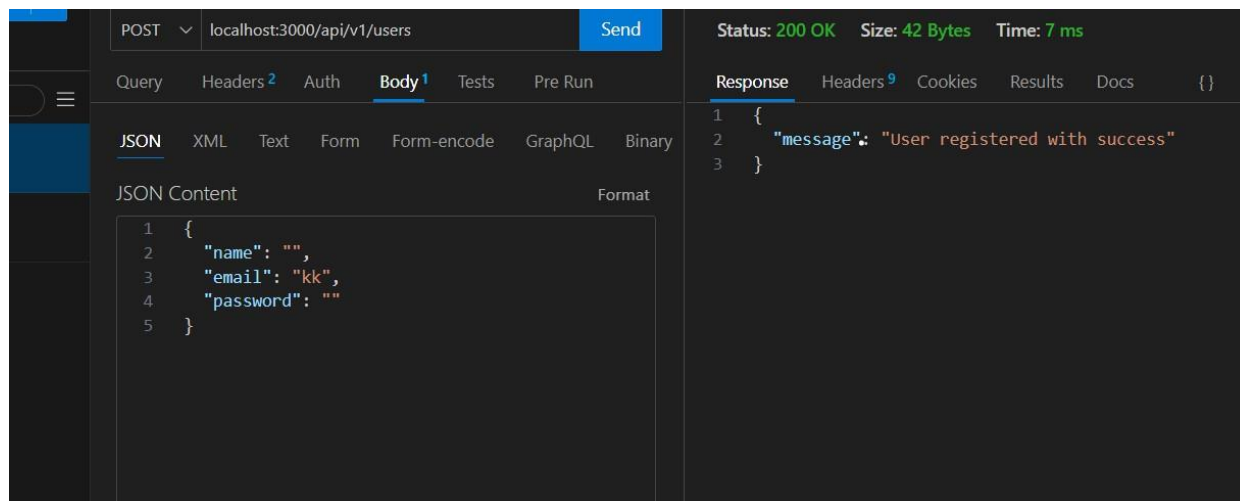 POST localhost:3000/api/v1/users Send
Query Headers 2 Auth Body 1 Tests Pre Run
JSON XML Text Form Form-encode GraphQL Binary
JSON Content Format
1 {
2 "name": "",
3 "email": "kk",
4 "password": ""
5 }
Status: 200 OK Size: 42 Bytes Time: 7 ms
Response Headers 9 Cookies Results Docs {}
1 {
2 "message": "User registered with success"
3 }